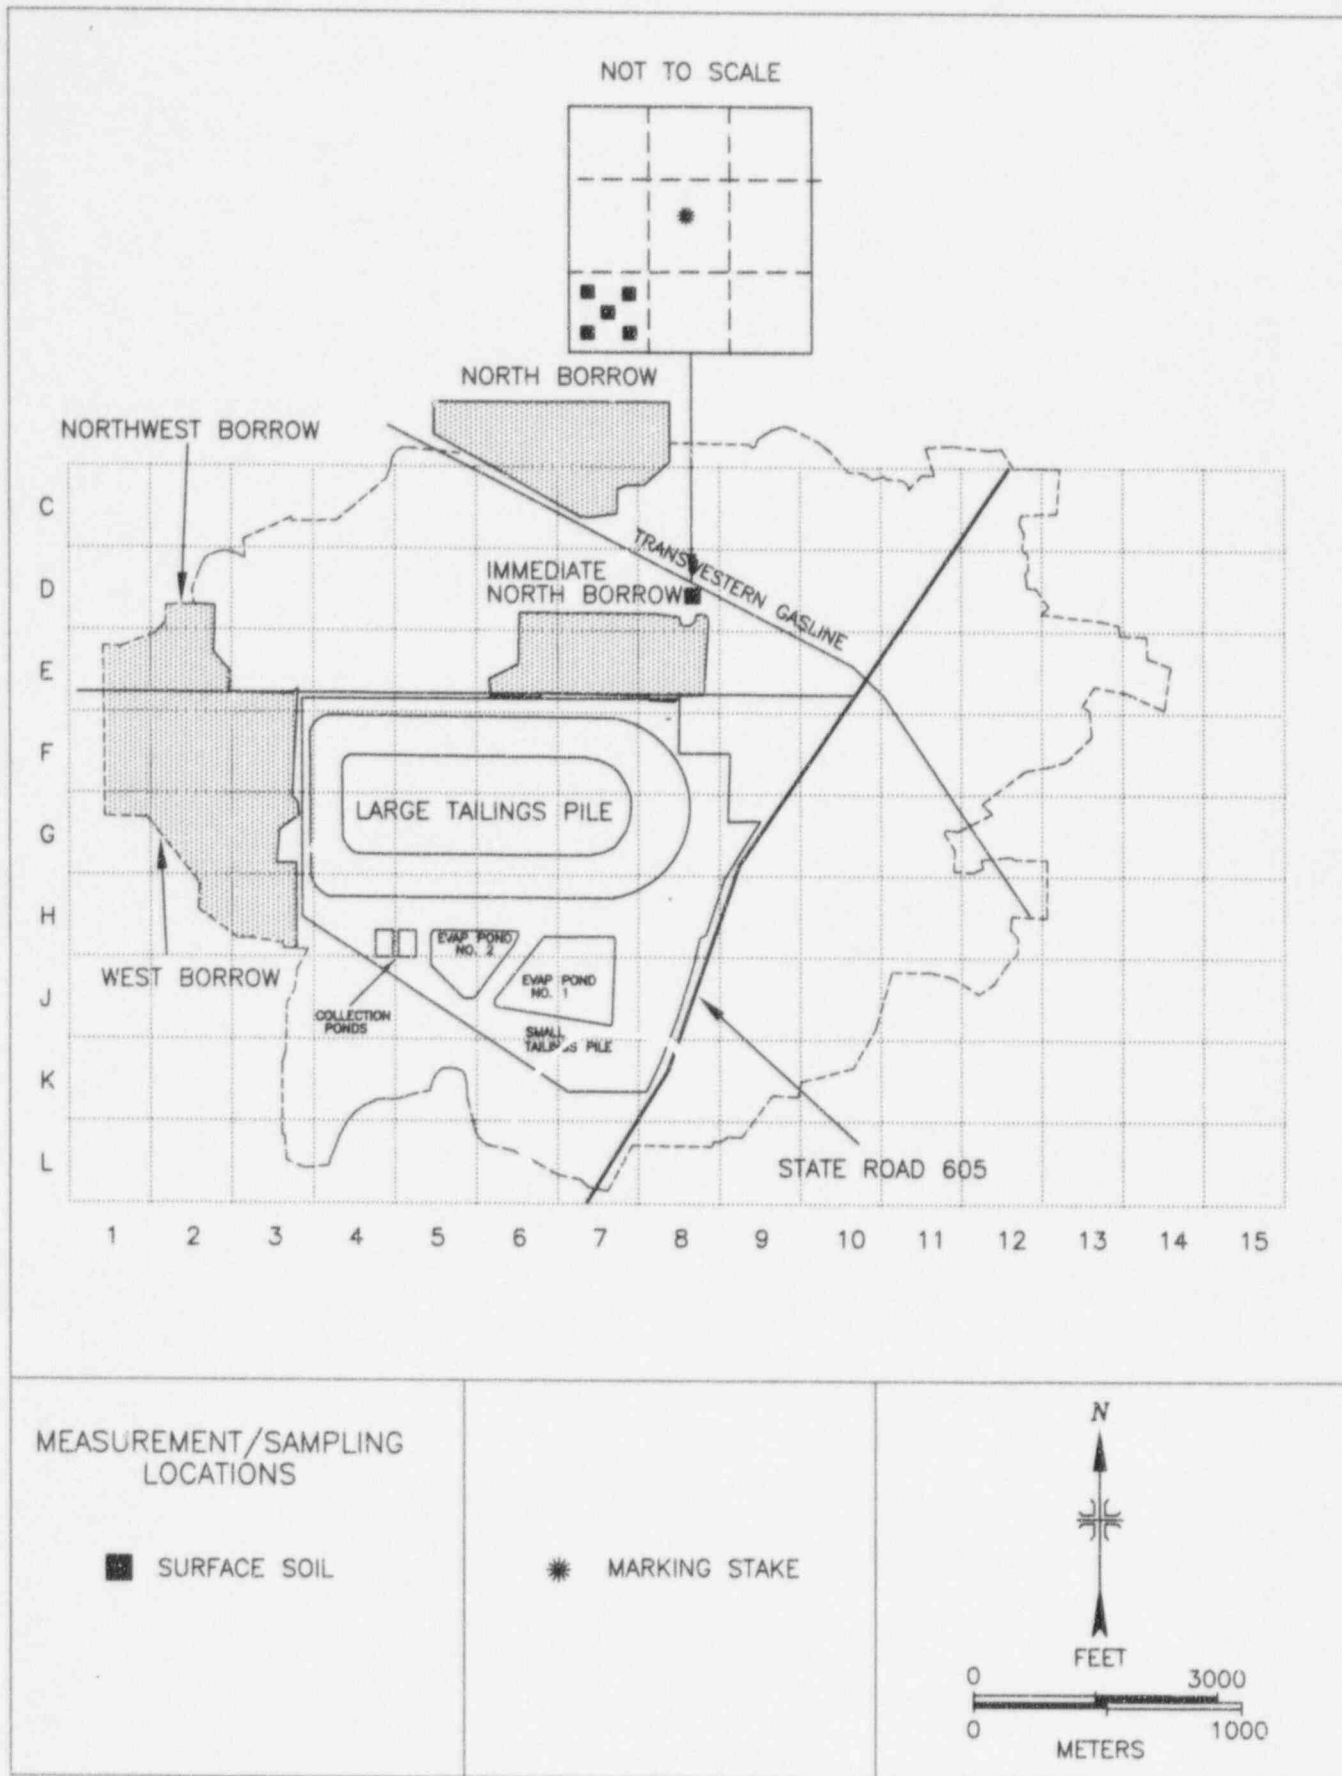 NOT TO SCALE
NORTH BORROW
NORTHWEST BORROW
C
TRANSWESTERN GASLINE
D
IMMEDIATE
NORTH BORROW
E
F
LARGE TAILINGS PILE
G
H
EVAP POND
NO. 2
WEST BORROW
EVAP POND
NO. 1
J
COLLECTION
PONDS
SMALL
TAILINGS PILE
K
L
STATE ROAD 605
1 2 3 4 5 6 7 8 9 10 11 12 13 14 15
MEASUREMENT/SAMPLING
LOCATIONS
SURFACE SOIL
MARKING STAKE
N
FEET
0 3000
0 1000
METERS